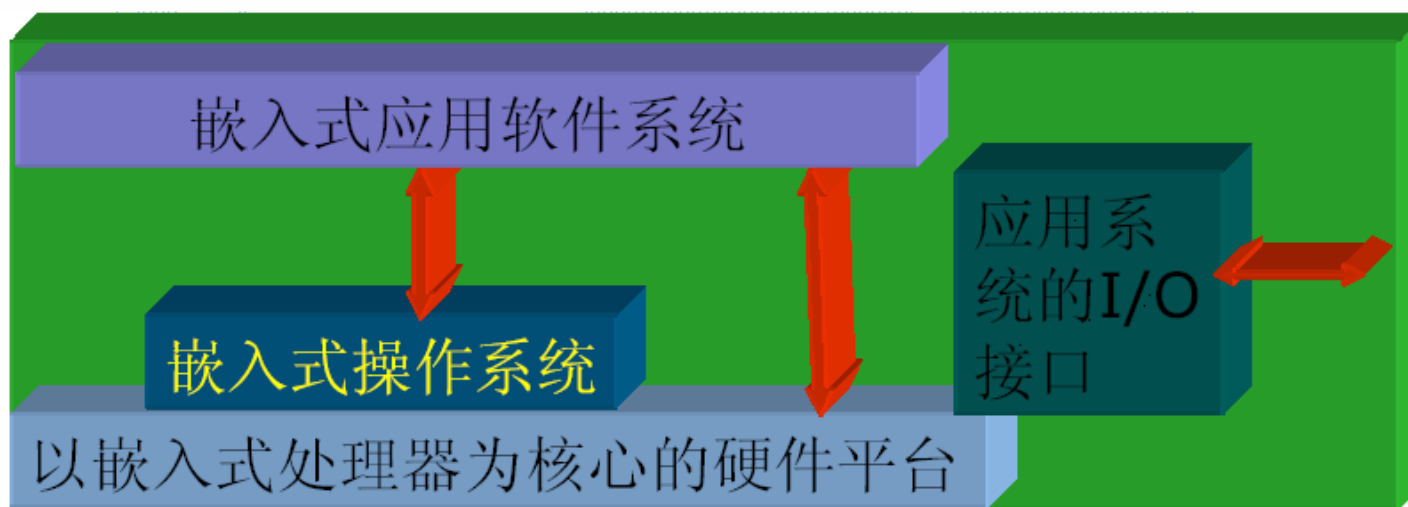 嵌入式应用软件系统
应用系
统的I/O
接口
嵌入式操作系统
以嵌入式处理器为核心的硬件平台